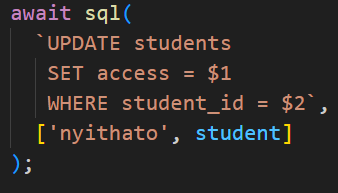 await sql(
`UPDATE students
SET access = $1
WHERE student_id = $2`,
['nyithato', student]
);